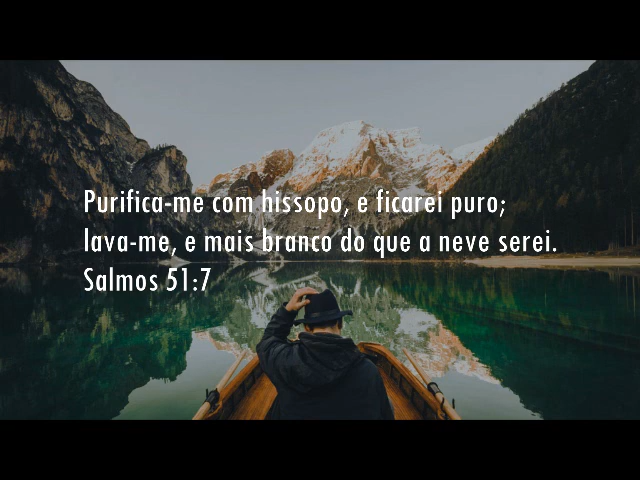 Purifica-me com hissopo, e ficarei puro;
lava-me, e mais branco do que a neve serei.
Salmos 51:7